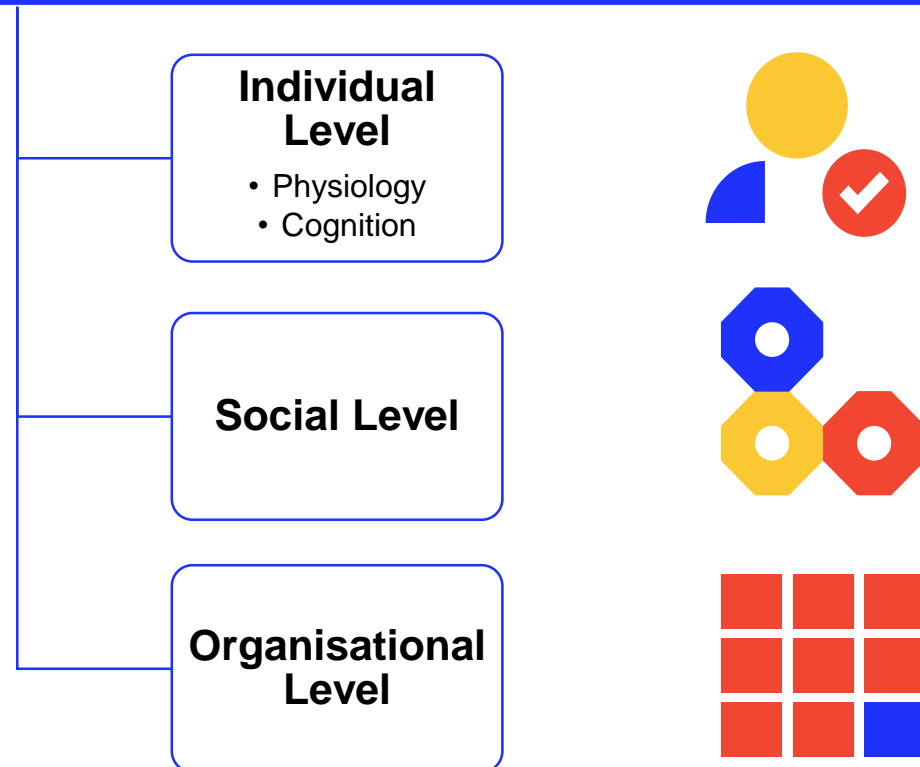 Individual
Level
• Physiology
• Cognition
Social Level
Organisational
Level